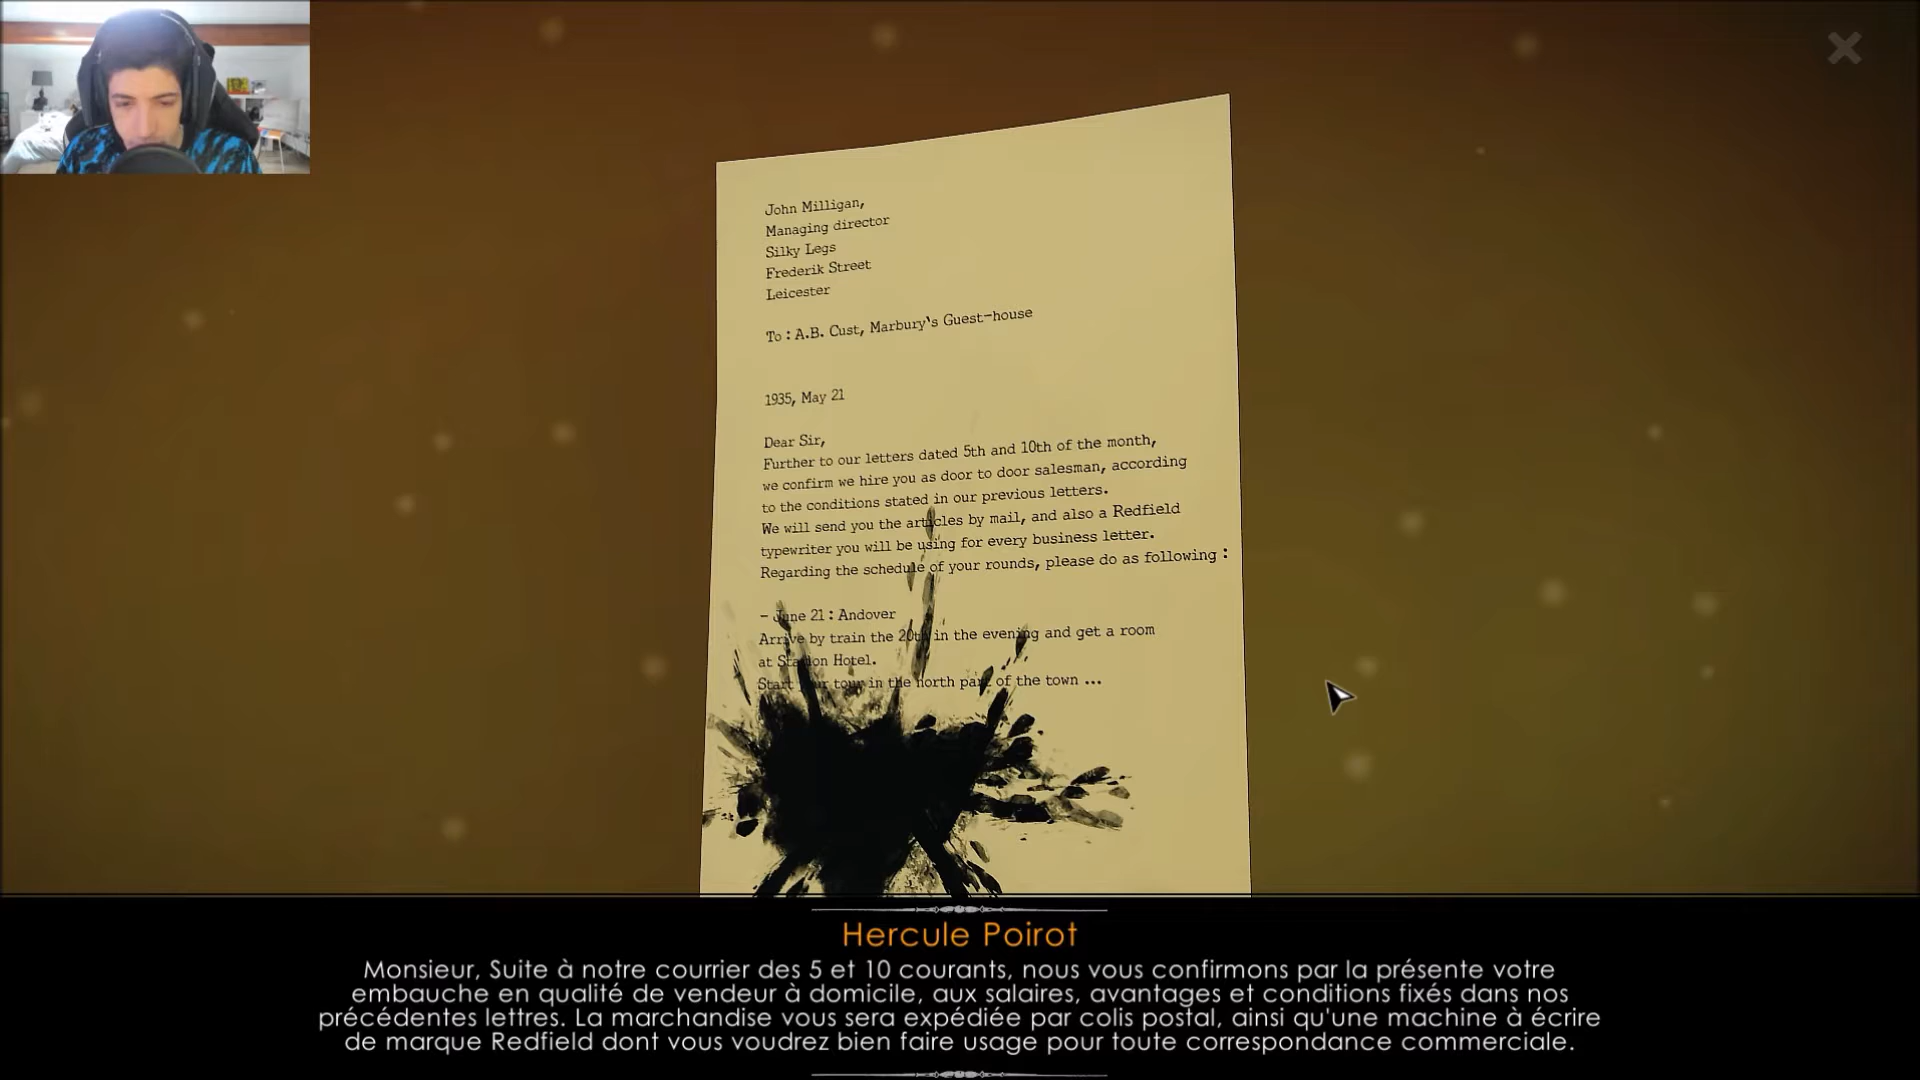 John Milligan,
Managing director
Silky Legs
Frederik Street
Leicester
To : A.B. Cust, Marbury's Guest-house
1935, May 21
Dear Sir,
Further to our letters dated 5th and 10th of the month,
we confirm we hire you as door to door salesman, according
to the conditions stated in our previous letters.
We will send you the articles by mail, and also a Redfield
typewriter you will be using for every business letter.
Regarding the schedule of your rounds, please do as following :
- June 21 : Andover
Arrive by train the 20th in the evening and get a room
at Station Hotel.
Start your tour in the north part of the town ...
Hercule Poirot
Monsieur, Suite à notre courrier des 5 et 10 courants, nous vous confirmons par la présente votre
embauche en qualité de vendeur à domicile, aux salaires, avantages et conditions fixés dans nos
précédentes lettres. La marchandise vous sera expédiée par colis postal, ainsi qu'une machine à écrire
de marque Redfield dont vous voudrez bien faire usage pour toute correspondance commerciale.